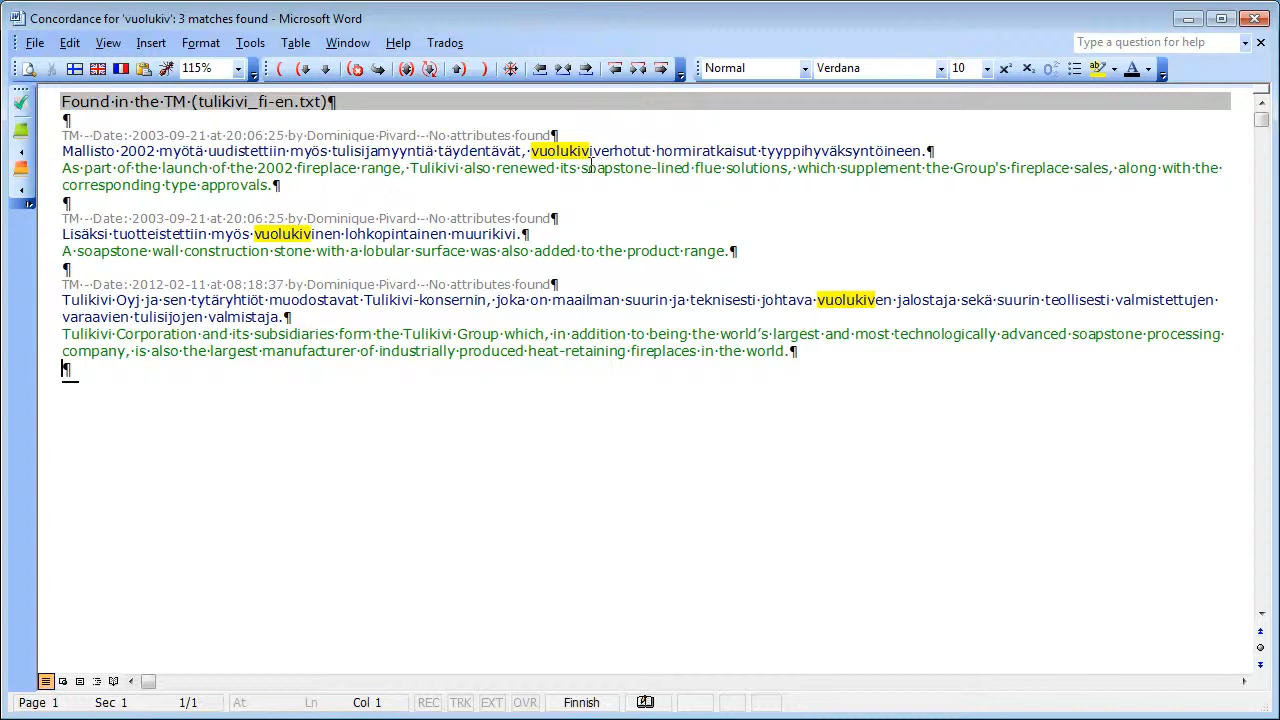 Concordance for 'vuolukiv': 3 matches found - Microsoft Word
File Edit View Insert Format Tools Table Window Help Trados
Type a question for help
115% Normal Verdana 10
Found·in·the·TM·(tulikivi_fi-en.txt)¶
¶
TM·-·Date:·2003-09-21·at·20:06:25·by·Dominique·Pivard·-·No·attributes·found¶
Mallisto·2002·myötä·uudistettiin·myös·tulisijamyyntiä·täydentävät,·vuolukiviverhotut·hormiratkaisut·tyyppihyväksyntöineen.¶
As·part·of·the·launch·of·the·2002·fireplace·range,·Tulikivi·also·renewed·its·soapstone-lined·flue·solutions,·which·supplement·the·Group's·fireplace·sales,·along·with·the·
corresponding·type·approvals.¶
¶
TM·-·Date:·2003-09-21·at·20:06:25·by·Dominique·Pivard·-·No·attributes·found¶
Lisäksi·tuotteistettiin·myös·vuolukivinen·lohkopintainen·muurikivi.¶
A·soapstone·wall·construction·stone·with·a·lobular·surface·was·also·added·to·the·product·range.¶
¶
TM·-·Date:·2012-02-11·at·08:18:37·by·Dominique·Pivard·-·No·attributes·found¶
Tulikivi·Oyj·ja·sen·tytäryhtiöt·muodostavat·Tulikivi-konsernin,·joka·on·maailman·suurin·ja·teknisesti·johtava·vuolukiven·jalostaja·sekä·suurin·teollisesti·valmistettujen·
varaavien·tulisijojen·valmistaja.¶
Tulikivi·Corporation·and·its·subsidiaries·form·the·Tulikivi·Group·which,·in·addition·to·being·the·world’s·largest·and·most·technologically·advanced·soapstone·processing·
company,·is·also·the·largest·manufacturer·of·industrially·produced·heat-retaining·fireplaces·in·the·world.¶
¶
Page 1 Sec 1 1/1 At Ln Col 1 REC TRK EXT OVR Finnish